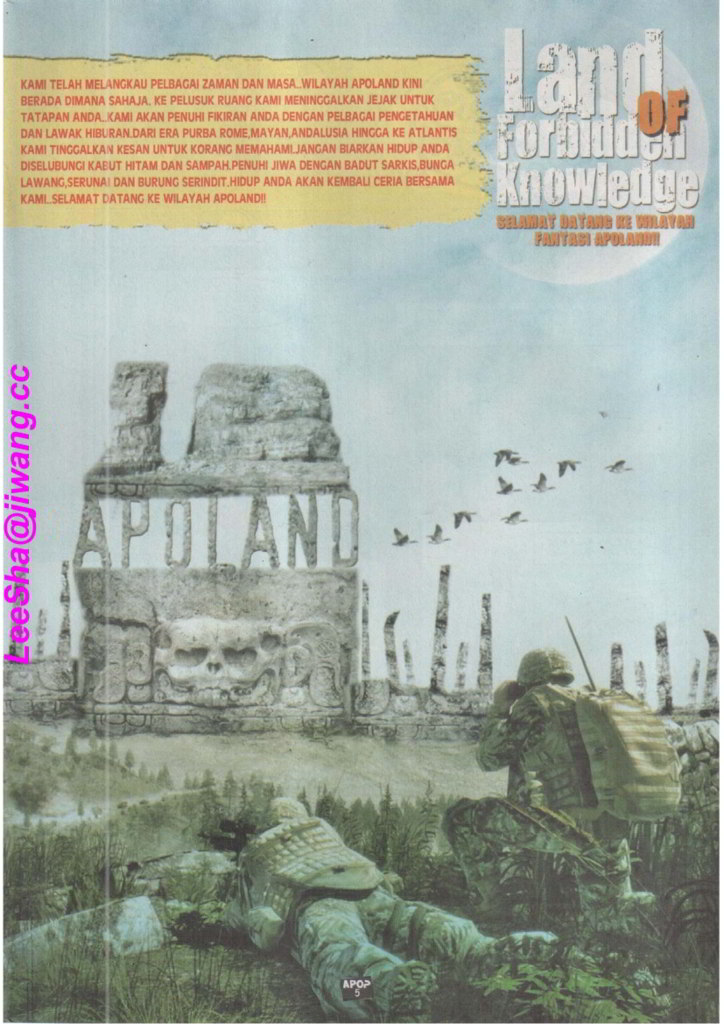 Land
OF
Forbidden
Knowledge
SELAMAT DATANG KE WILAYAH
FANTASI APOLAND!!
KAMI TELAH MELANGKAU PELBAGAI ZAMAN DAN MASA..WILAYAH APOLAND KINI
BERADA DIMANA SAHAJA, KE PELUSUK RUANG KAMI MENINGGALKAN JEJAK UNTUK
TATAPAN ANDA..KAMI AKAN PENUHI FIKIRAN ANDA DENGAN PELBAGAI PENGETAHUAN
DAN LAWAK HIBURAN.DARI ERA PURBA ROME,MAYAN,ANDALUSIA HINGGA KE ATLANTIS
KAMI TINGGALKAN KESAN UNTUK KORANG MEMAHAMI.JANGAN BIARKAN HIDUP ANDA
DISELUBUNGI KABUT HITAM DAN SAMPAH.PENUHI JIWA DENGAN BADUT SARKIS,BUNGA
LAWANG,SERUNAI DAN BURUNG SERINDIT.HIDUP ANDA AKAN KEMBALI CERIA BERSAMA
KAMI..SELAMAT DATANG KE WILAYAH APOLAND!!
APOLAND
LeeSha@jiwang.cc
APOP
5